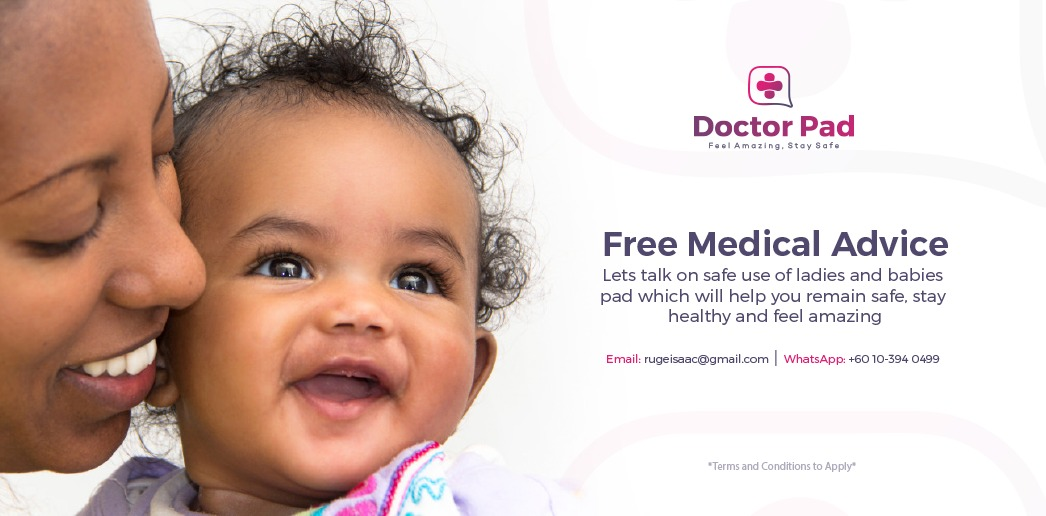 Doctor Pad
Feel Amazing, Stay Safe
Free Medical Advice
Lets talk on safe use of ladies and babies
pad which will help you remain safe, stay
healthy and feel amazing
Email: rugeisaac@gmail.com | WhatsApp: +60 10-394 0499
*Terms and Conditions to Apply*